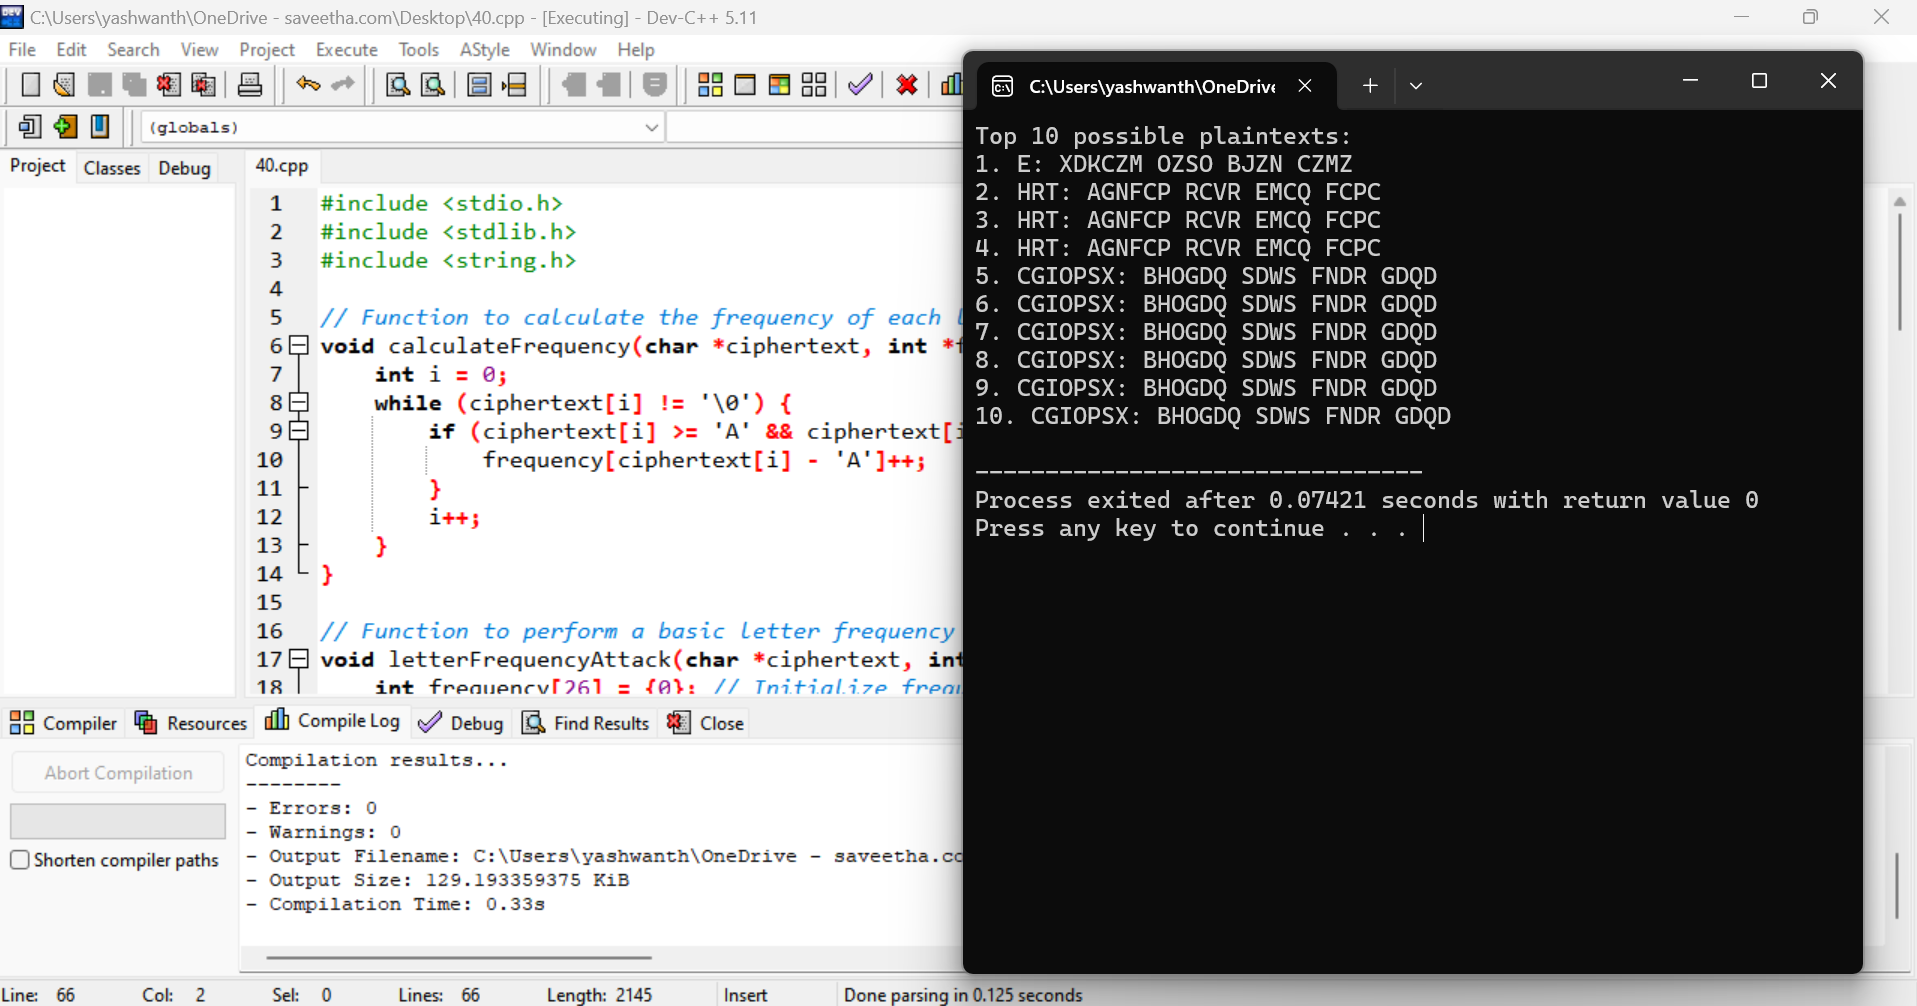 C:\Users\yashwanth\OneDrive - saveetha.com\Desktop\40.cpp - [Executing] - Dev-C++ 5.11
File Edit Search View Project Execute Tools AStyle Window Help
(globals)
Project Classes Debug
40.cpp
1 #include <stdio.h>
2 #include <stdlib.h>
3 #include <string.h>
4
5 // Function to calculate the frequency of each
6 void calculateFrequency(char *ciphertext, int *
7 int i = 0;
8 while (ciphertext[i] != '\0') {
9 if (ciphertext[i] >= 'A' && ciphertext[
10 frequency[ciphertext[i] - 'A']++;
11 }
12 i++;
13 }
14 }
15
16 // Function to perform a basic letter frequency
17 void letterFrequencyAttack(char *ciphertext, int
18 int frequency[26] = {0}; // Initialize frequ
C:\Users\yashwanth\OneDrive
Top 10 possible plaintexts:
1. E: XDKCZM OZSO BJZN CZMZ
2. HRT: AGNFCP RCVR EMCQ FCPC
3. HRT: AGNFCP RCVR EMCQ FCPC
4. HRT: AGNFCP RCVR EMCQ FCPC
5. CGIOPSX: BHOGDQ SDWS FNDR GDQD
6. CGIOPSX: BHOGDQ SDWS FNDR GDQD
7. CGIOPSX: BHOGDQ SDWS FNDR GDQD
8. CGIOPSX: BHOGDQ SDWS FNDR GDQD
9. CGIOPSX: BHOGDQ SDWS FNDR GDQD
10. CGIOPSX: BHOGDQ SDWS FNDR GDQD
--------------------------------
Process exited after 0.07421 seconds with return value 0
Press any key to continue . . .
Compiler Resources Compile Log Debug Find Results Close
Abort Compilation
Shorten compiler paths
Compilation results...
--------
- Errors: 0
- Warnings: 0
- Output Filename: C:\Users\yashwanth\OneDrive - saveetha.co
- Output Size: 129.193359375 KiB
- Compilation Time: 0.33s
Line: 66 Col: 2 Sel: 0 Lines: 66 Length: 2145 Insert Done parsing in 0.125 seconds